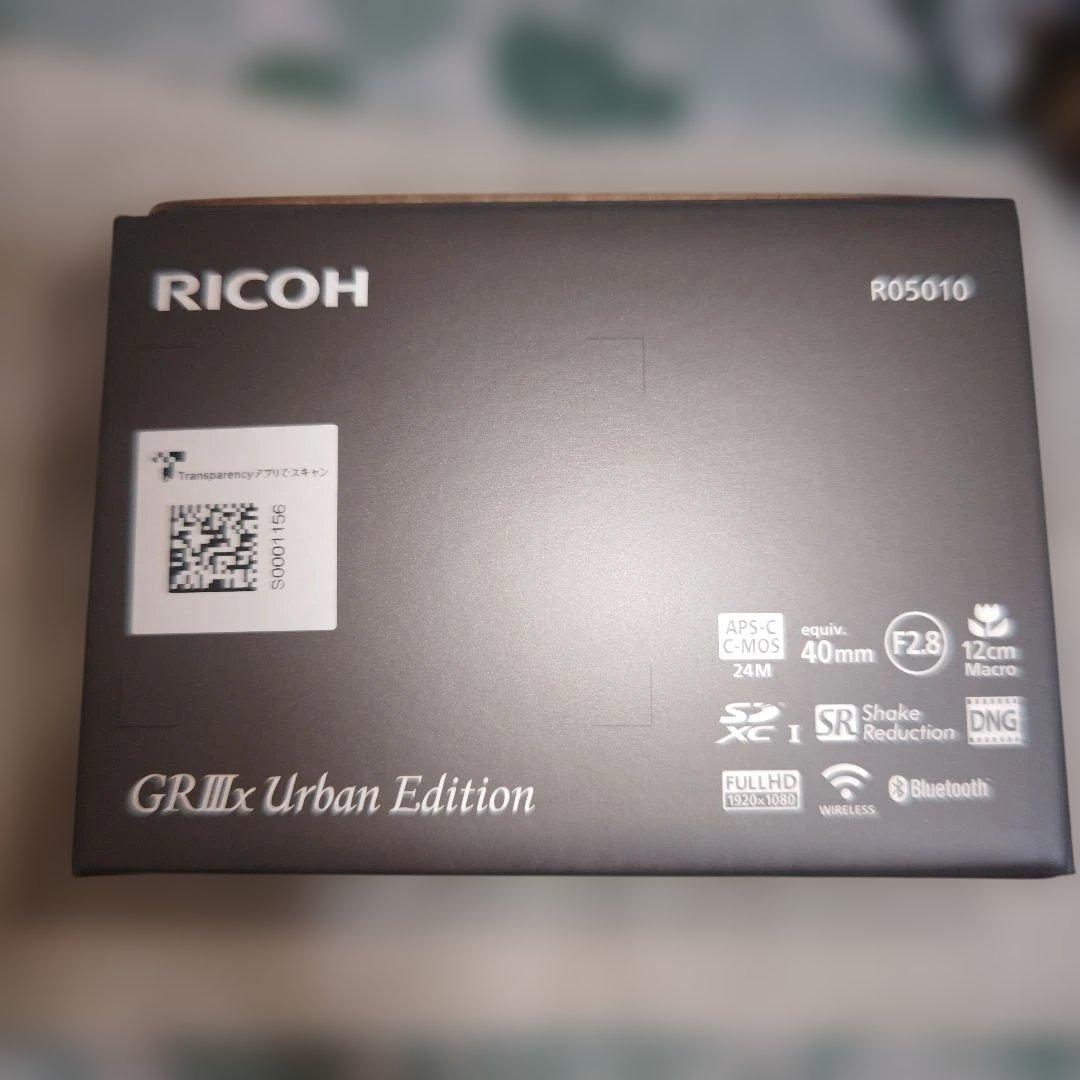 RICOH
R05010
Transparencyアプリでスキャン
S0001156
APS-C
C-MOS
24M
equiv.
40mm
F2.8
12cm
Macro
SD
XC I
SR Shake
Reduction
DNG
GRⅢx Urban Edition
FULL HD
1920x1080
WIRELESS
Bluetooth